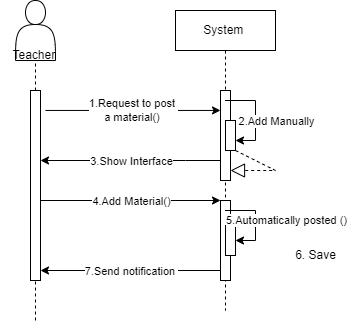 Teacher
System
1.Request to post
a material()
2.Add Manually
3.Show Interface
4.Add Material()
5.Automatically posted ()
6. Save
7.Send notification